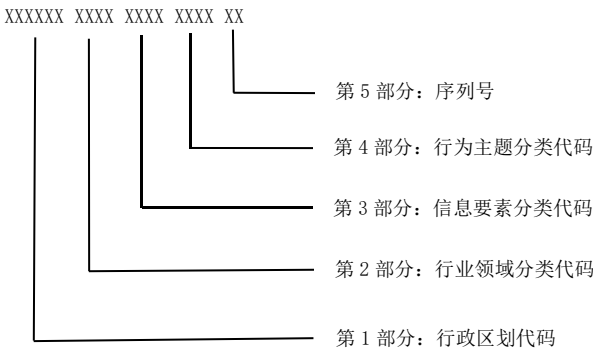 XXXXXX XXXX XXXX XXXX XX
第 5 部分：序列号
第 4 部分：行为主题分类代码
第 3 部分：信息要素分类代码
第 2 部分：行业领域分类代码
第 1 部分：行政区划代码